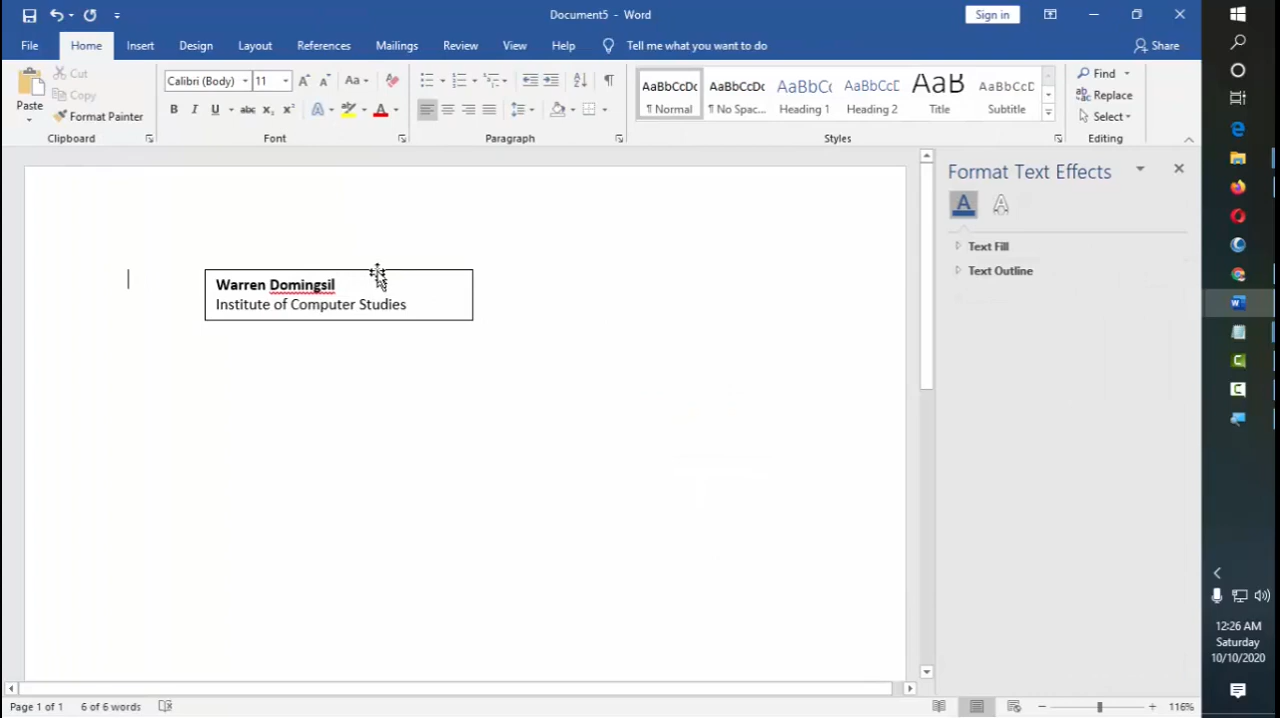 Document5 - Word
Sign in
File Home Insert Design Layout References Mailings Review View Help Tell me what you want to do Share
Paste
Cut
Copy
Format Painter
Clipboard
Calibri (Body) 11
Font
Paragraph
AaBbCcDc
¶ Normal
AaBbCcDc
¶ No Spac...
AaBbCc
Heading 1
AaBbCcD
Heading 2
AaB
Title
AaBbCcD
Subtitle
Styles
Find
Replace
Select
Editing
Format Text Effects
Text Fill
Text Outline
Warren Domingsil
Institute of Computer Studies
12:26 AM
Saturday
10/10/2020
Page 1 of 1 6 of 6 words 116%